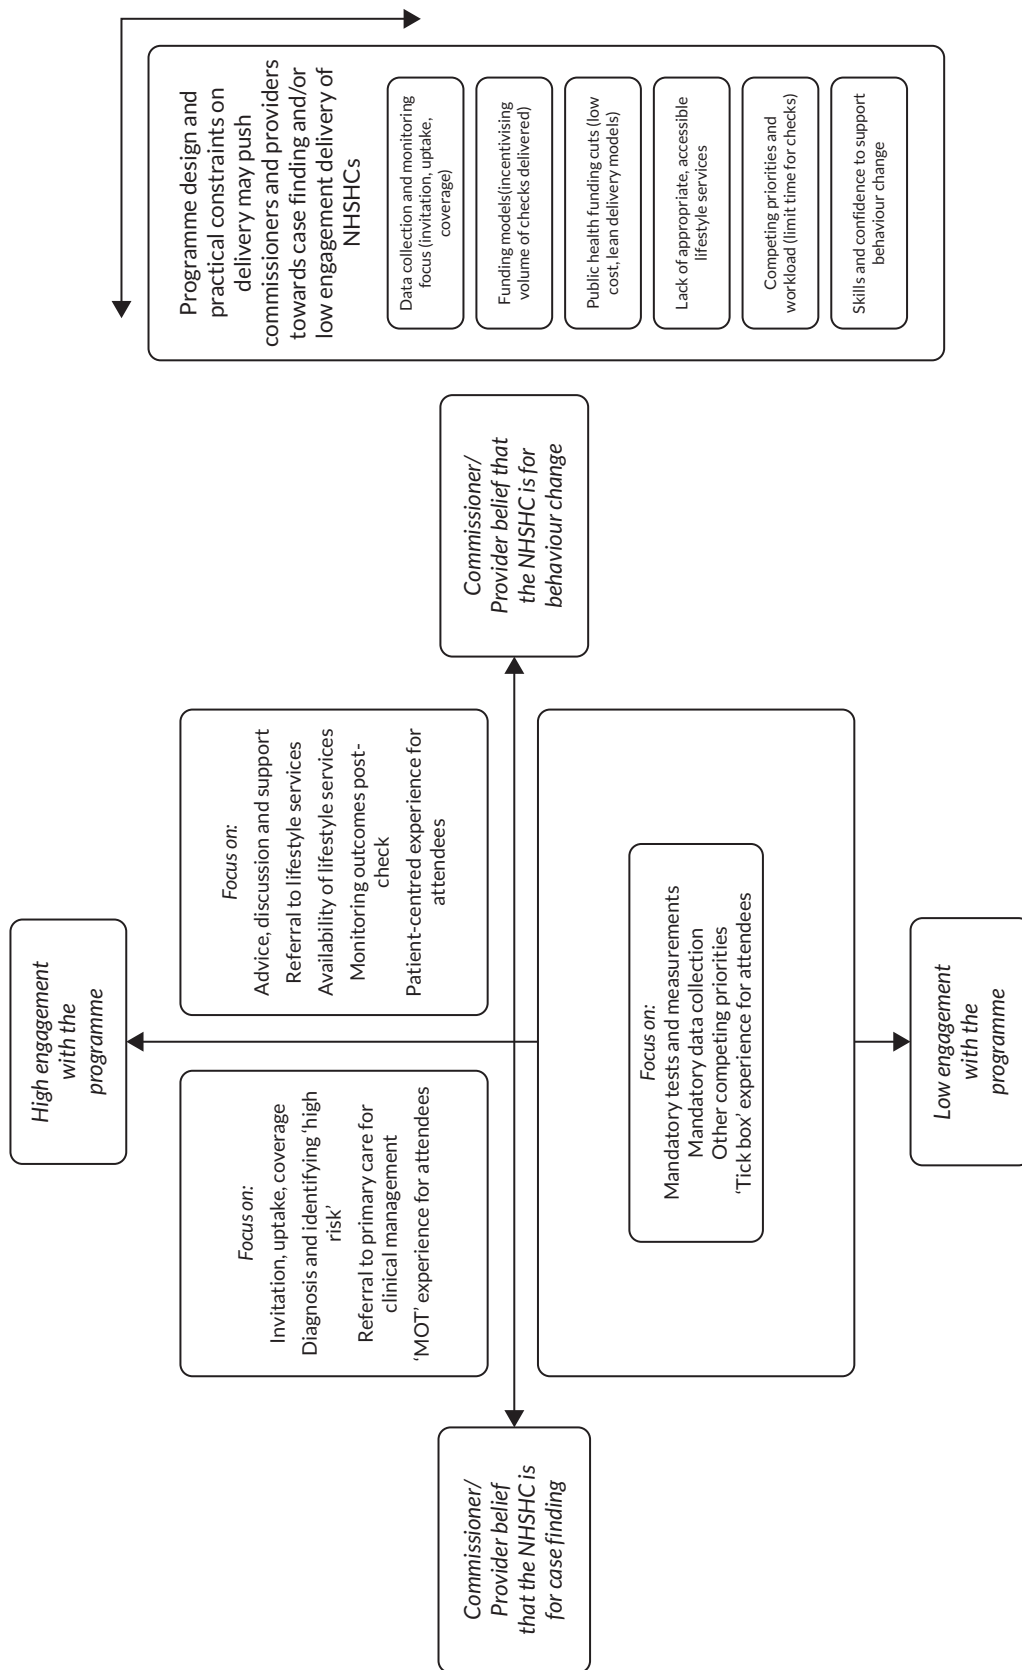 High engagement
with the
programme
Focus on:
Invitation, uptake, coverage
Diagnosis and identifying ‘high
risk’
Referral to primary care for
clinical management
‘MOT’ experience for attendees
Focus on:
Advice, discussion and support
Referral to lifestyle services
Availability of lifestyle services
Monitoring outcomes post-
check
Patient-centred experience for
attendees
Commissioner/
Provider belief
that the NHSHC is
for case finding
Commissioner/
Provider belief that
the NHSHC is for
behaviour change
Focus on:
Mandatory tests and measurements
Mandatory data collection
Other competing priorities
‘Tick box’ experience for attendees
Low engagement
with the
programme
Programme design and
practical constraints on
delivery may push
commissioners and providers
towards case finding and/or
low engagement delivery of
NHSHCs
Data collection and monitoring
focus (invitation, uptake,
coverage)
Funding models(incentivising
volume of checks delivered)
Public health funding cuts (low
cost, lean delivery models)
Lack of appropriate, accessible
lifestyle services
Competing priorities and
workload (limit time for checks)
Skills and confidence to support
behaviour change